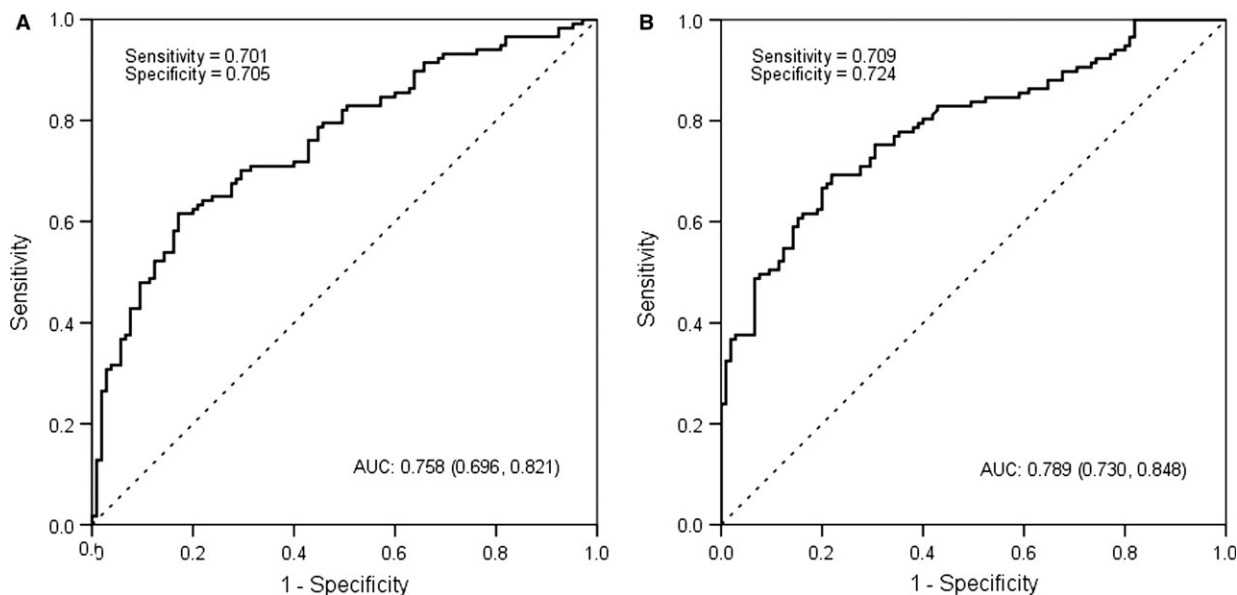 A
Sensitivity = 0.701
Specificity = 0.705
1.0
0.8
0.6
0.4
0.2
0.0
Sensitivity
AUC: 0.758 (0.696, 0.821)
0.0
0.2
0.4
0.6
0.8
1.0
1 - Specificity
B
Sensitivity = 0.709
Specificity = 0.724
1.0
0.8
0.6
0.4
0.2
0.0
Sensitivity
AUC: 0.789 (0.730, 0.848)
0.0
0.2
0.4
0.6
0.8
1.0
1 - Specificity